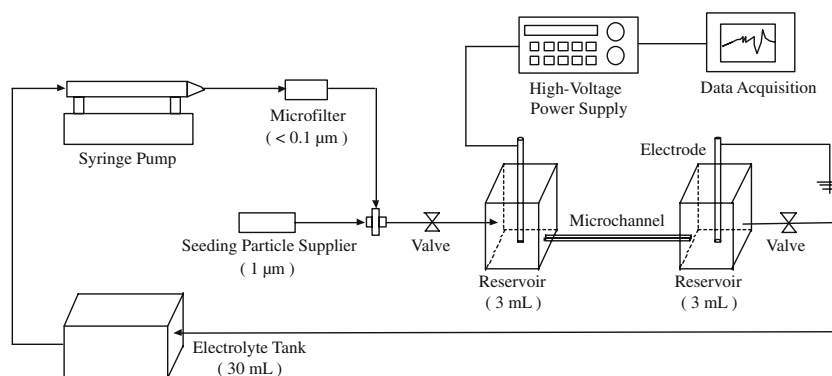 High-Voltage
Power Supply
Data Acquisition
Microfilter
( < 0.1 μm )
Syringe Pump
Electrode
Microchannel
Seeding Particle Supplier
( 1 μm )
Valve
Valve
Reservoir
( 3 mL )
Reservoir
( 3 mL )
Electrolyte Tank
( 30 mL )